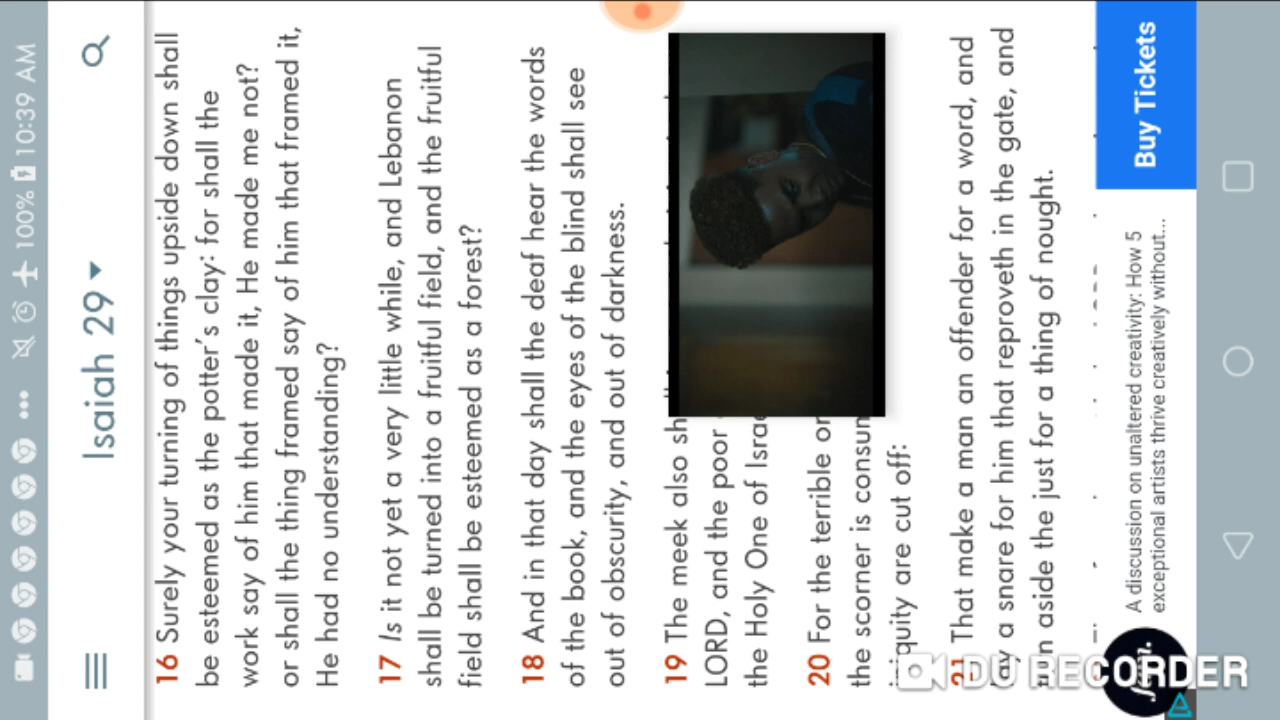 100% 10:39 AM
Isaiah 29
16 Surely your turning of things upside down shall
be esteemed as the potter's clay: for shall the
work say of him that made it, He made me not?
or shall the thing framed say of him that framed it,
He had no understanding?
17 Is it not yet a very little while, and Lebanon
shall be turned into a fruitful field, and the fruitful
field shall be esteemed as a forest?
18 And in that day shall the deaf hear the words
of the book, and the eyes of the blind shall see
out of obscurity, and out of darkness.
19 The meek also sh
LORD, and the poor
the Holy One of Israe
20 For the terrible on
the scorner is consum
iniquity are cut off:
21 That make a man an offender for a word, and
lay a snare for him that reproveth in the gate, and
turn aside the just for a thing of nought.
A discussion on unaltered creativity: How 5
exceptional artists thrive creatively without...
Buy Tickets
DU RECORDER